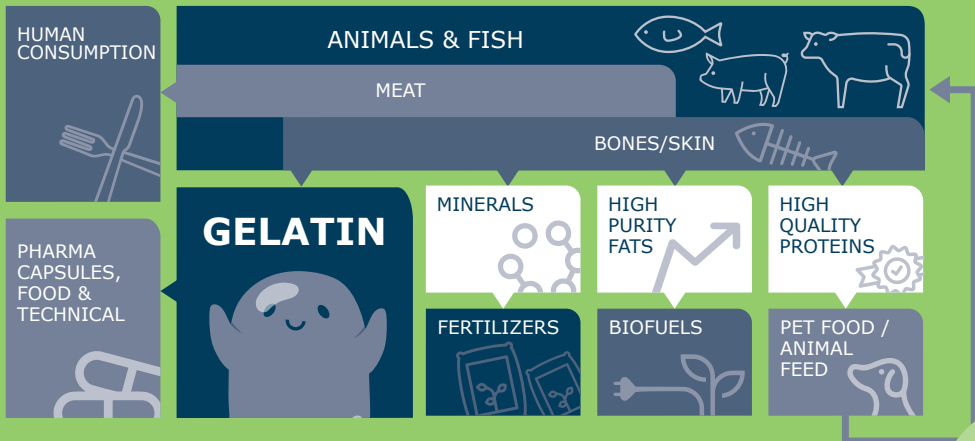 HUMAN
CONSUMPTION
ANIMALS & FISH
MEAT
BONES/SKIN
PHARMA
CAPSULES,
FOOD &
TECHNICAL
GELATIN
MINERALS
HIGH
PURITY
FATS
HIGH
QUALITY
PROTEINS
FERTILIZERS
BIOFUELS
PET FOOD /
ANIMAL
FEED